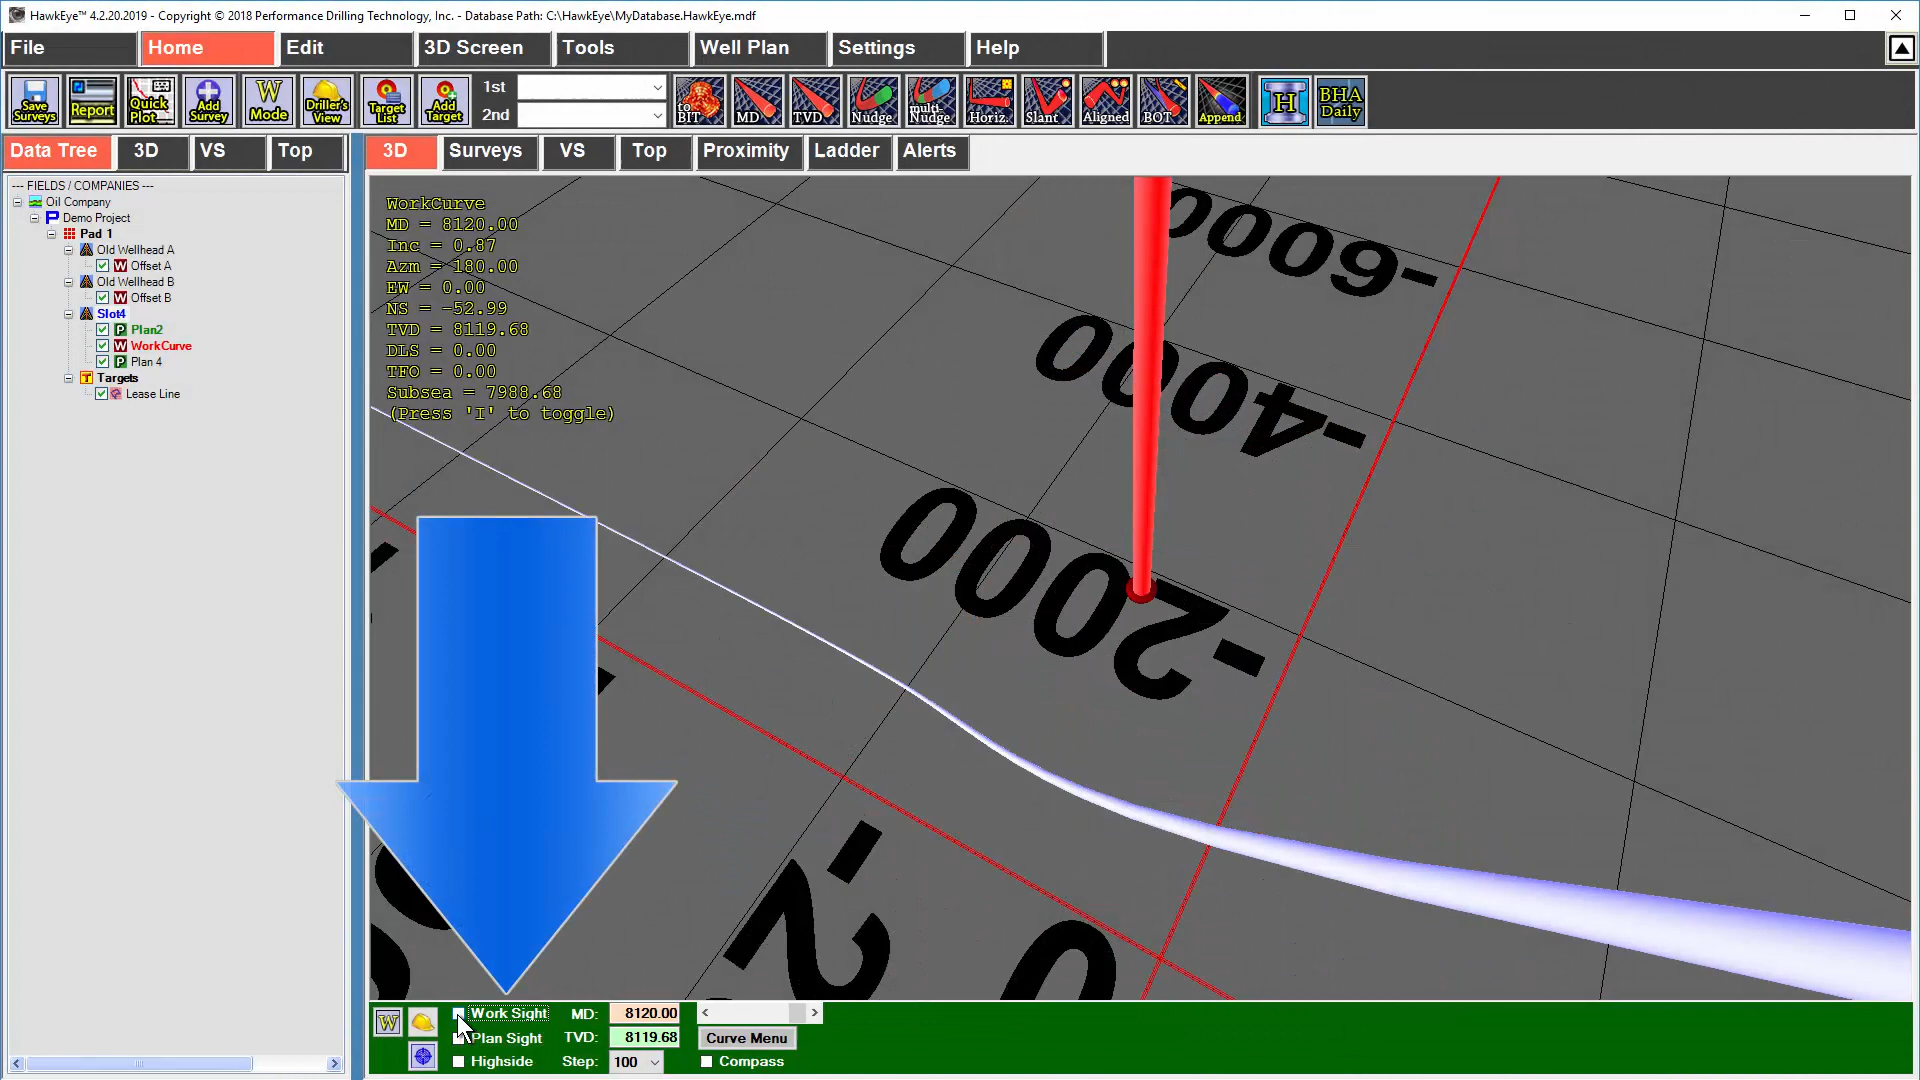 HawkEye™ 4.2.20.2019 - Copyright © 2018 Performance Drilling Technology, Inc. - Database Path: C:\HawkEye\MyDatabase.HawkEye.mdf
File Home Edit 3D Screen Tools Well Plan Settings Help
Save Surveys Report Quick Plot Add Survey W Mode Driller's View Target List Add Target 1st 2nd to BIT MD TVD Nudge multi-Nudge Horiz. Slant Aligned BOT Append H BHA Daily
Data Tree 3D VS Top
3D Surveys VS Top Proximity Ladder Alerts
--- FIELDS / COMPANIES ---
Oil Company
P Demo Project
Pad 1
Old Wellhead A
W Offset A
Old Wellhead B
W Offset B
Slot4
P Plan2
W WorkCurve
P Plan 4
T Targets
Lease Line
WorkCurve
MD = 8120.00
Inc = 0.87
Azm = 180.00
EW = 0.00
NS = -52.99
TVD = 8119.68
DLS = 0.00
TFO = 0.00
Subsea = 7988.68
(Press 'I' to toggle)
-6000
-4000
-2000
-2
0
W Work Sight MD: 8120.00
Plan Sight TVD: 8119.68 Curve Menu
Highside Step: 100 Compass